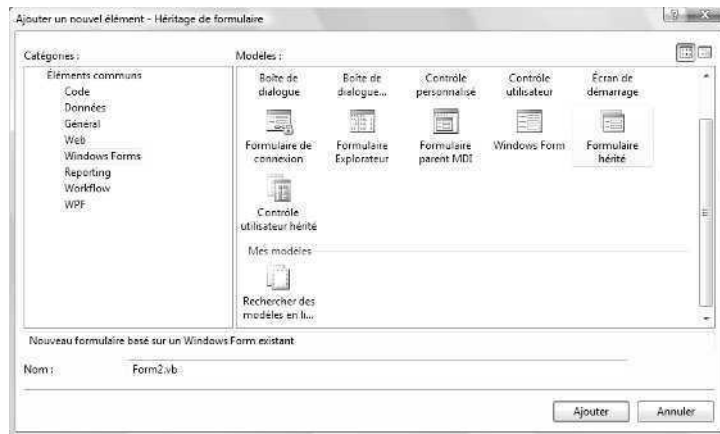 Ajouter un nouvel élément - Héritage de formulaire
Catégories :
Modèles :
Éléments communs
Code
Données
Général
Web
Windows Forms
Reporting
Workflow
WPF
Boîte de dialogue
Boîte de dialogue...
Contrôle personnalisé
Contrôle utilisateur
Écran de démarrage
Formulaire de connexion
Formulaire Explorateur
Formulaire parent MDI
Windows Form
Formulaire hérité
Contrôle utilisateur hérité
Mes modèles
Rechercher des modèles en li...
Nouveau formulaire basé sur un Windows Form existant
Nom :
Form2.vb
Ajouter
Annuler